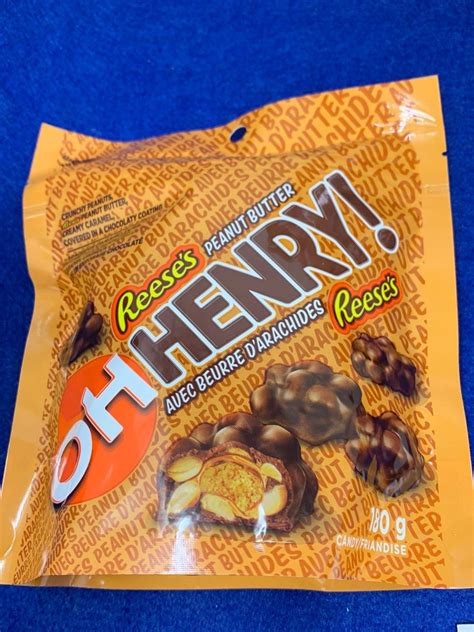 CRUNCHY PEANUTS,
PEANUT BUTTER,
CREAMY CARAMEL,
COVERED IN A CHOCOLATY COATING
CHOCOLATE
REESE'S
PEANUT BUTTER
OH HENRY!
AVEC BEURRE D'ARACHIDES
REESE'S
180 g
CANDY/FRIANDISE